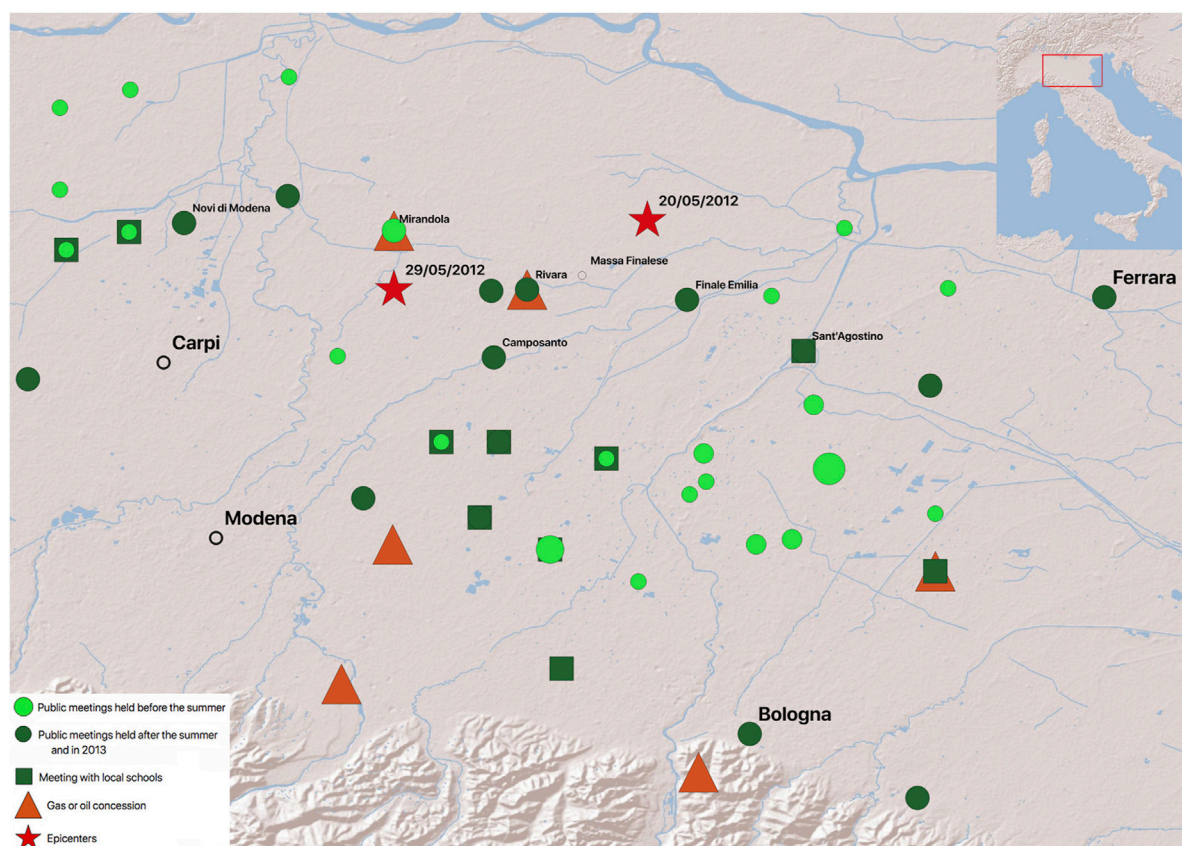 Novi di Modena
Mirandola
20/05/2012
29/05/2012
Rivara
Massa Finalese
Finale Emilia
Ferrara
Carpi
Camposanto
Sant'Agostino
Modena
Bologna
Public meetings held before the summer
Public meetings held after the summer
and in 2013
Meeting with local schools
Gas or oil concession
Epicenters